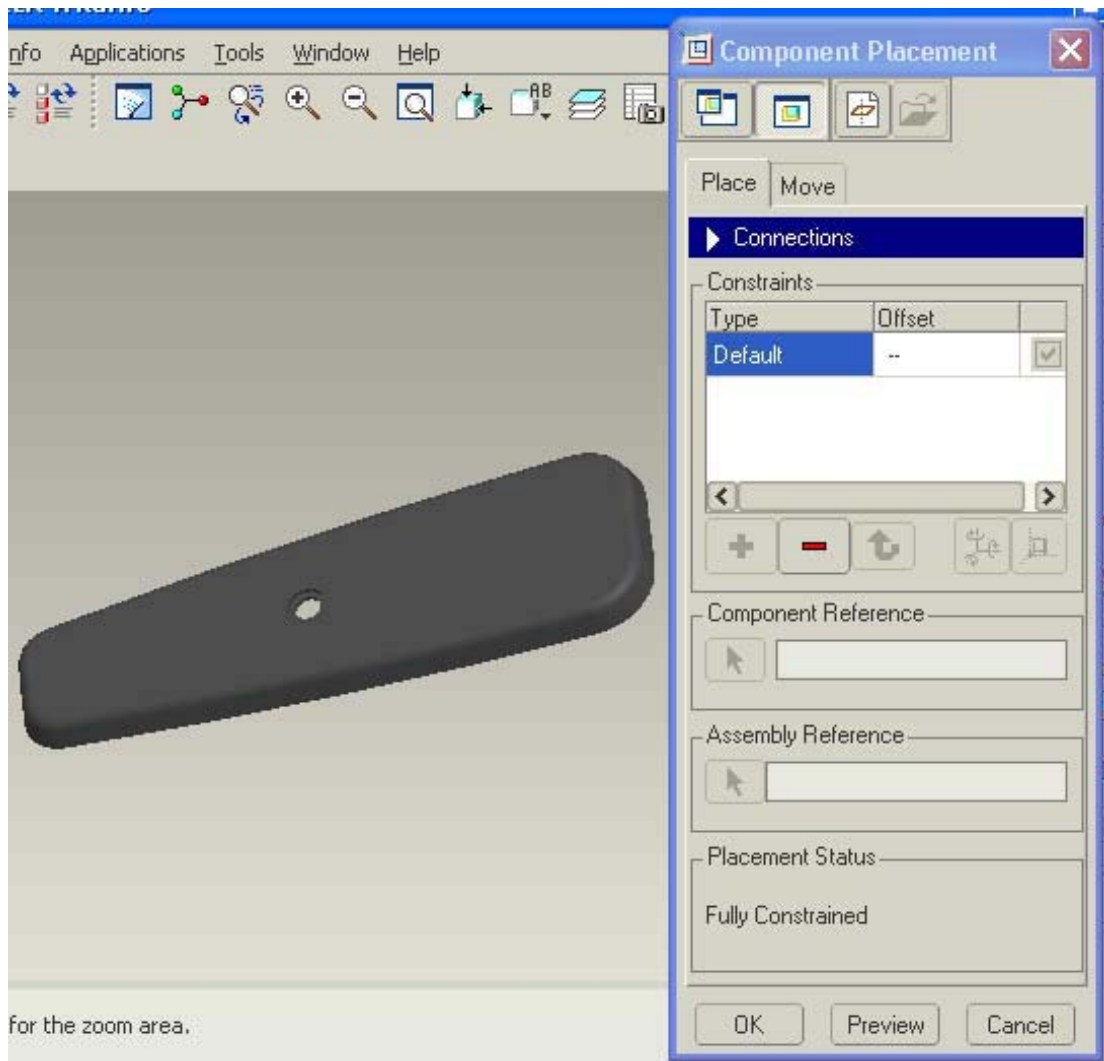 nfo Applications Tools Window Help
AB
Component Placement
Place Move
Connections
Constraints
Type Offset
Default --
Component Reference
Assembly Reference
Placement Status
Fully Constrained
OK Preview Cancel
for the zoom area.